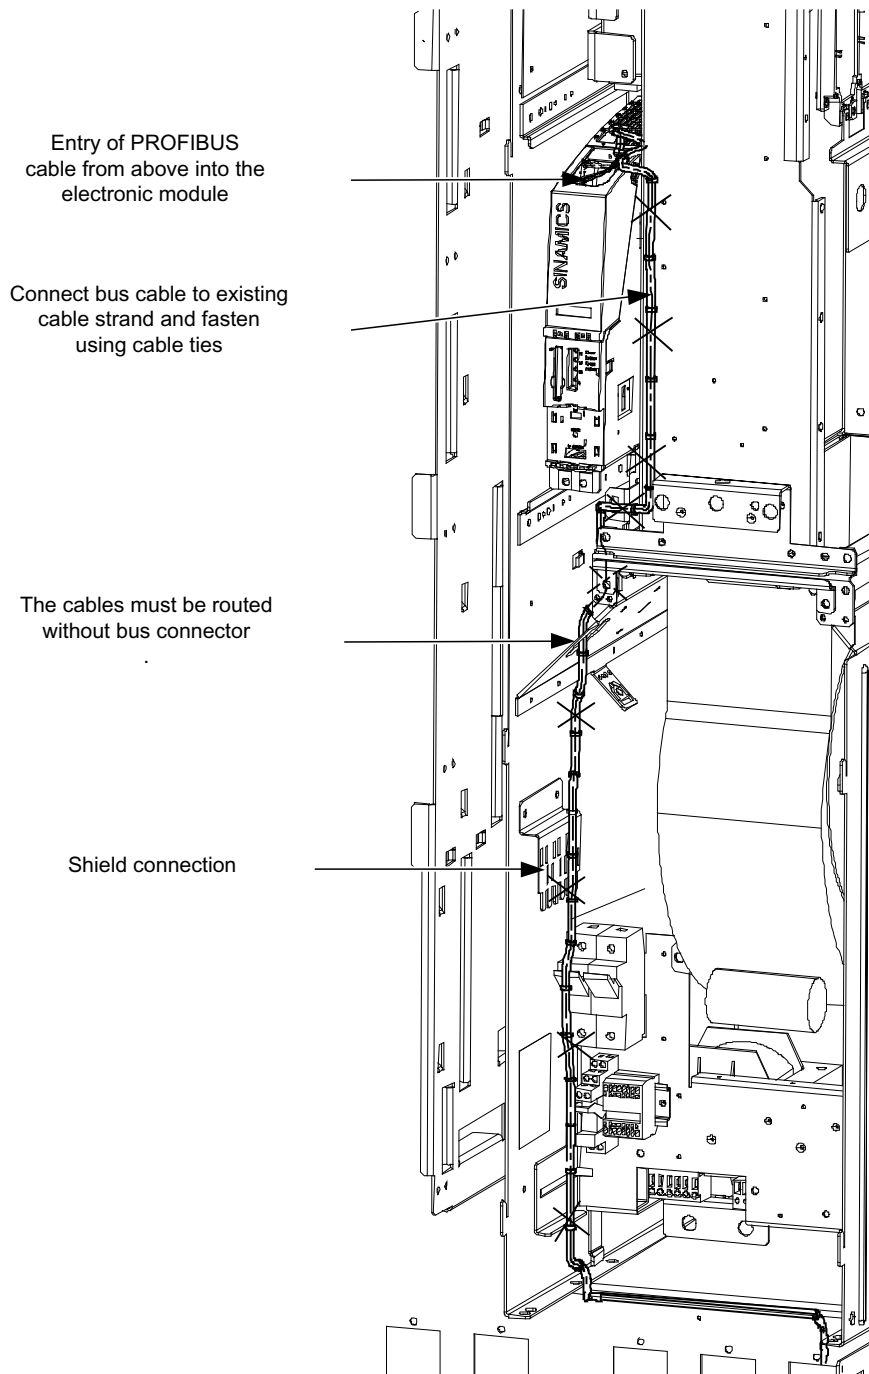 Entry of PROFIBUS
cable from above into the
electronic module
SINAMICS
Connect bus cable to existing
cable strand and fasten
using cable ties
The cables must be routed
without bus connector
.
Shield connection